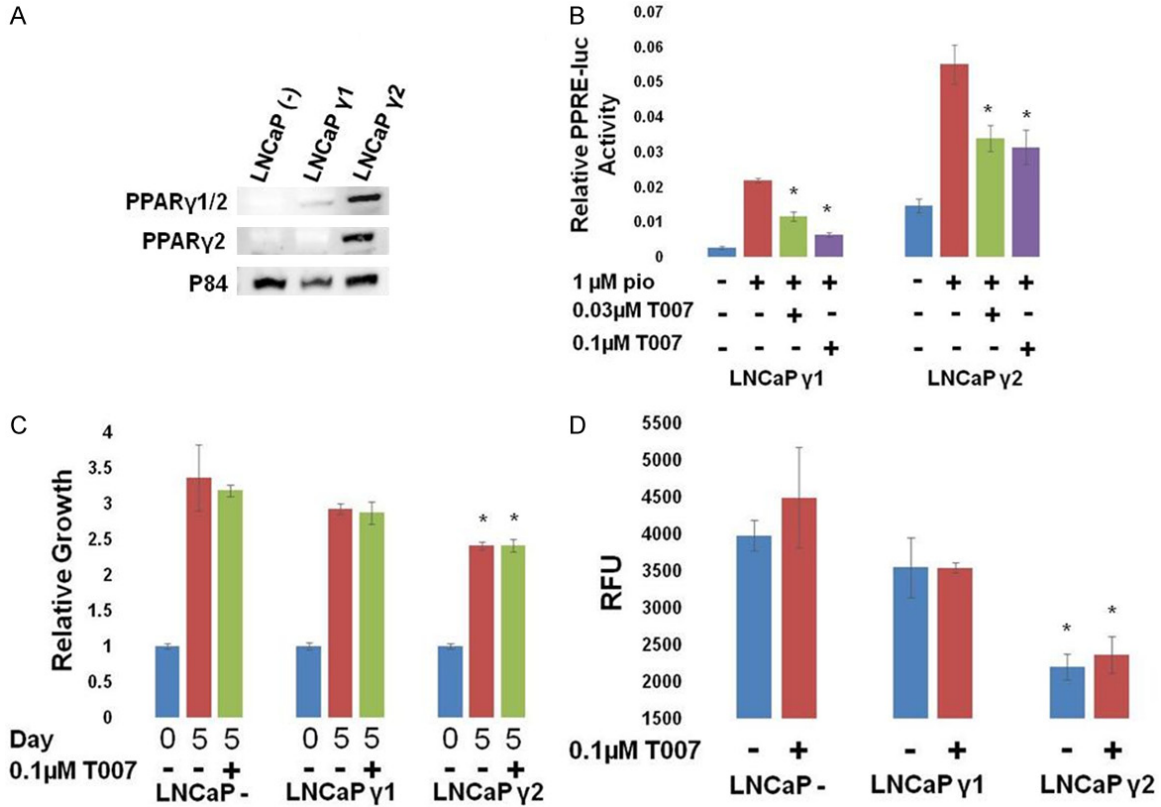 A
LNCaP (-)
LNCaP γ1
LNCaP γ2
PPARγ1/2
PPARγ2
P84
B
Relative PPRE-luc
Activity
0.07
0.06
0.05
0.04
0.03
0.02
0.01
0
* * * *
1 µM pio - + + + - + + +
0.03µM T007 - - + - - - + -
0.1µM T007 - - - + - - - +
LNCaP γ1 LNCaP γ2
C
Relative Growth
4
3.5
3
2.5
2
1.5
1
0.5
0
* *
Day 0 5 5 0 5 5 0 5 5
0.1µM T007 - - + - - + - - +
LNCaP - LNCaP γ1 LNCaP γ2
D
RFU
5500
5000
4500
4000
3500
3000
2500
2000
1500
* *
0.1µM T007 - + - + - +
LNCaP - LNCaP γ1 LNCaP γ2